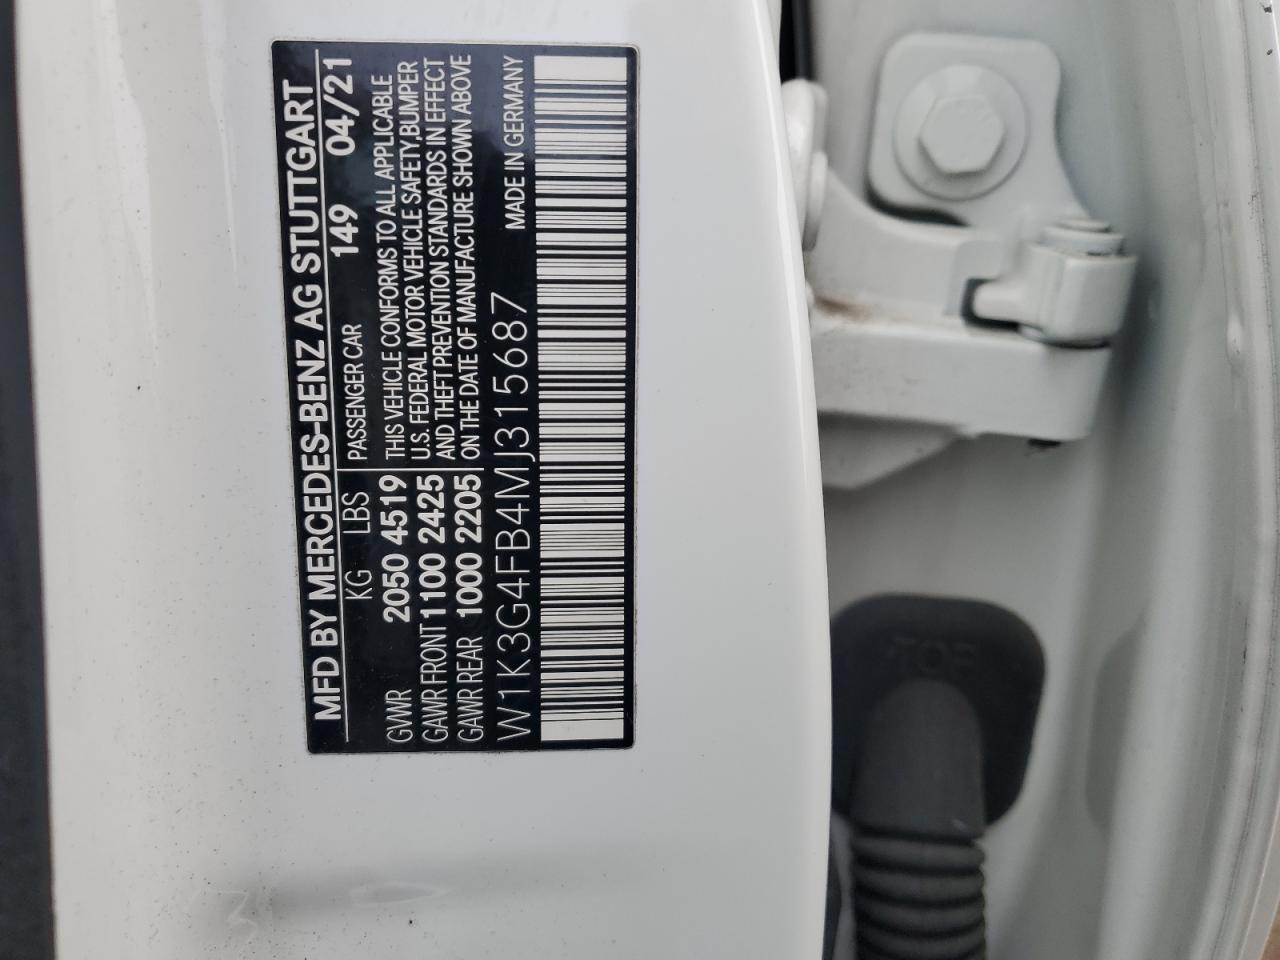 MFD BY MERCEDES-BENZ AG STUTTGART
KG LBS PASSENGER CAR 149 04/21
GVWR 2050 4519 THIS VEHICLE CONFORMS TO ALL APPLICABLE
GAWR FRONT 1100 2425 U.S. FEDERAL MOTOR VEHICLE SAFETY,BUMPER
GAWR REAR 1000 2205 AND THEFT PREVENTION STANDARDS IN EFFECT
ON THE DATE OF MANUFACTURE SHOWN ABOVE
W1K3G4FB4MJ315687 MADE IN GERMANY